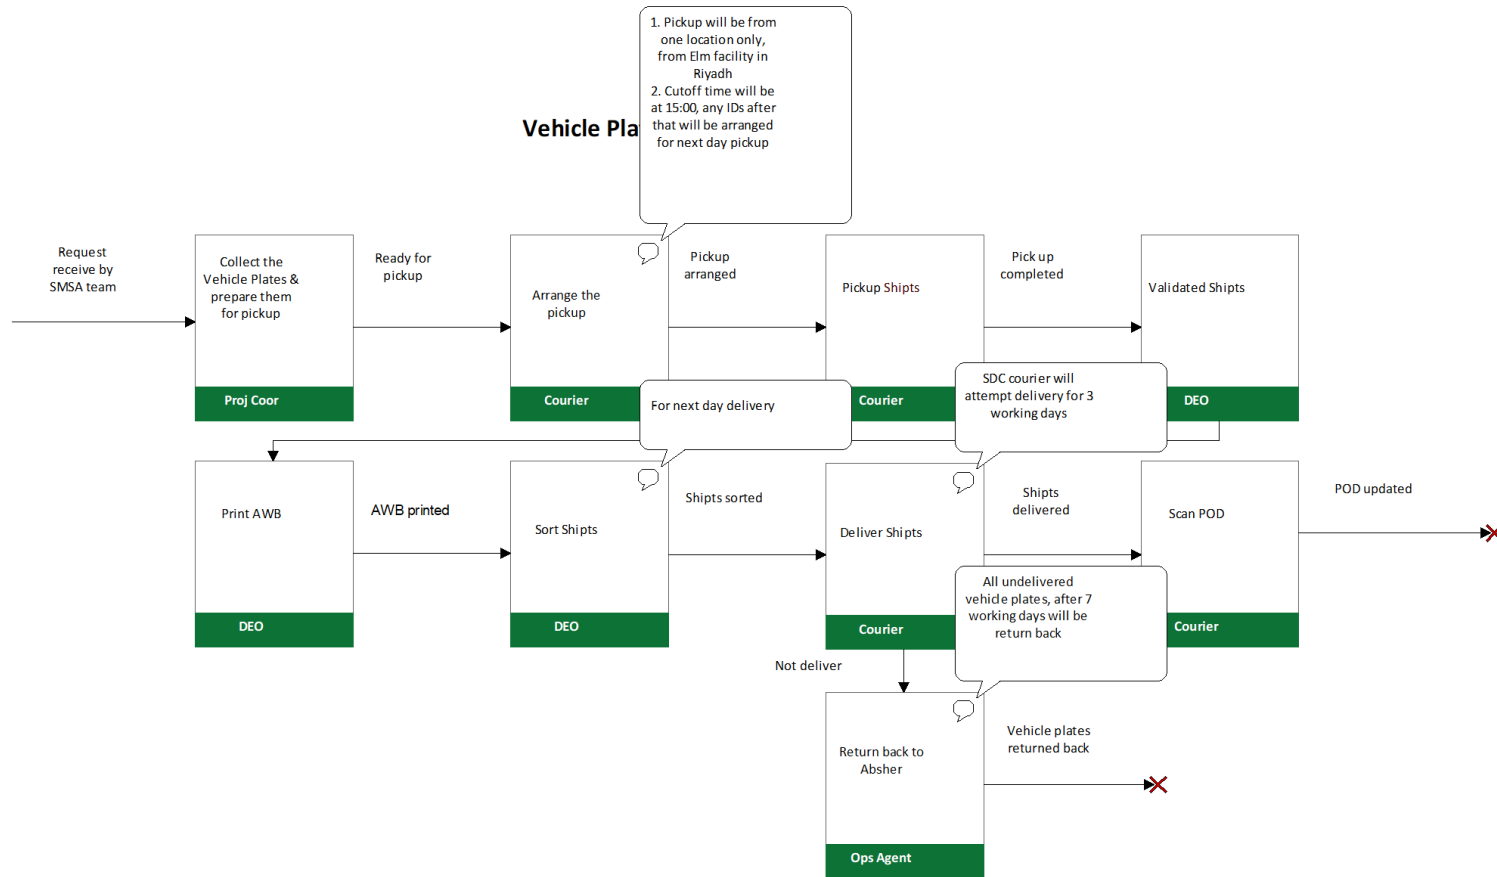 1. Pickup will be from
one location only,
from Elm facility in
Riyadh
2. Cutoff time will be
at 15:00, any IDs after
that will be arranged
for next day pickup
Vehicle
Request
receive by
SMSA team
Collect the
Vehicle Plates &
prepare them
for pickup
Proj Coor
Ready for
pickup
Arrange the
pickup
Courier
Pickup
arranged
Pickup Shipts
Courier
Pick up
completed
Validated Shipts
DEO
For next day delivery
SDC courier will
attempt delivery for 3
working days
Print AWB
DEO
AWB printed
Sort Shipts
DEO
Shipts sorted
Deliver Shipts
Courier
Shipts
delivered
Scan POD
Courier
POD updated
All undelivered
vehicle plates, after 7
working days will be
return back
Not deliver
Return back to
Absher
Ops Agent
Vehicle plates
returned back